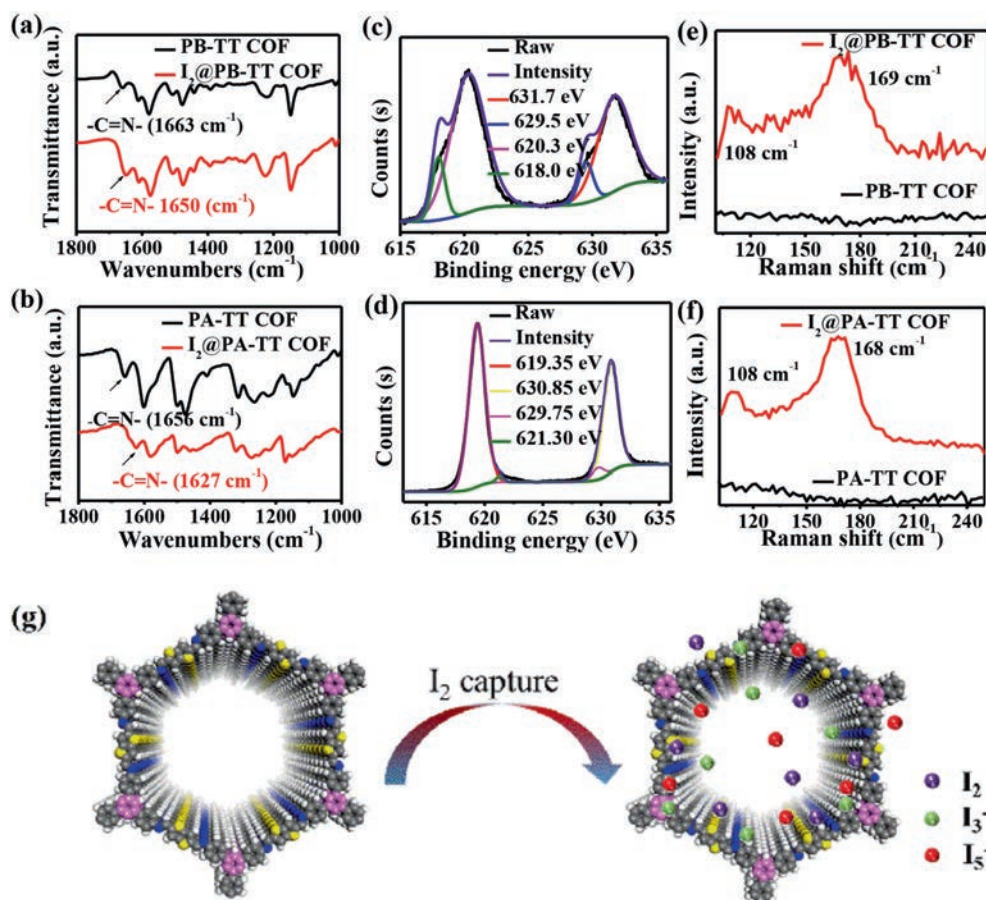 (a)
PB-TT COF
I₂@PB-TT COF
-C=N- (1663 cm⁻¹)
-C=N- 1650 (cm⁻¹)
Transmittance (a.u.)
1800 1600 1400 1200 1000
Wavenumbers (cm⁻¹)
(c)
Raw
Intensity
631.7 eV
629.5 eV
620.3 eV
618.0 eV
Counts (s)
615 620 625 630 635
Binding energy (eV)
(e)
I₂@PB-TT COF
169 cm⁻¹
108 cm⁻¹
PB-TT COF
Intensity (a.u.)
120 150 180 210 240
Raman shift (cm⁻¹)
(b)
PA-TT COF
I₂@PA-TT COF
-C=N- (1656 cm⁻¹)
-C=N- (1627 cm⁻¹)
Transmittance (a.u.)
1800 1600 1400 1200 1000
Wavenumbers (cm⁻¹)
(d)
Raw
Intensity
619.35 eV
630.85 eV
629.75 eV
621.30 eV
Counts (s)
615 620 625 630 635
Binding energy (eV)
(f)
I₂@PA-TT COF
168 cm⁻¹
108 cm⁻¹
PA-TT COF
Intensity (a.u.)
120 150 180 210 240
Raman shift (cm⁻¹)
(g)
I₂ capture
I₂
I₃⁻
I₅⁻